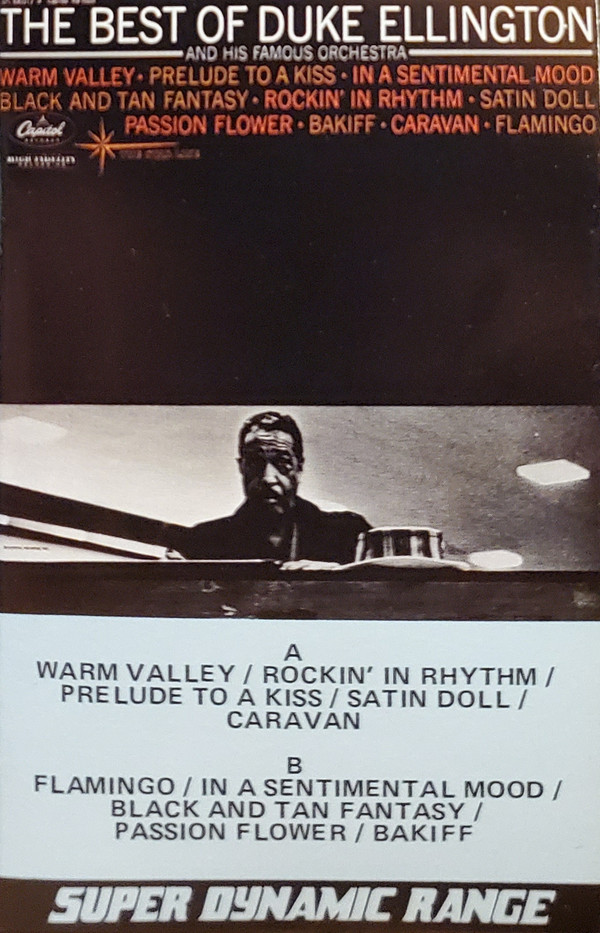 THE BEST OF DUKE ELLINGTON
AND HIS FAMOUS ORCHESTRA
WARM VALLEY · PRELUDE TO A KISS · IN A SENTIMENTAL MOOD
BLACK AND TAN FANTASY · ROCKIN' IN RHYTHM · SATIN DOLL
PASSION FLOWER · BAKIFF · CARAVAN · FLAMINGO
Capitol
RECORDS
HIGH FIDELITY
A
WARM VALLEY / ROCKIN' IN RHYTHM /
PRELUDE TO A KISS / SATIN DOLL /
CARAVAN
B
FLAMINGO / IN A SENTIMENTAL MOOD /
BLACK AND TAN FANTASY /
PASSION FLOWER / BAKIFF
SUPER DYNAMIC RANGE